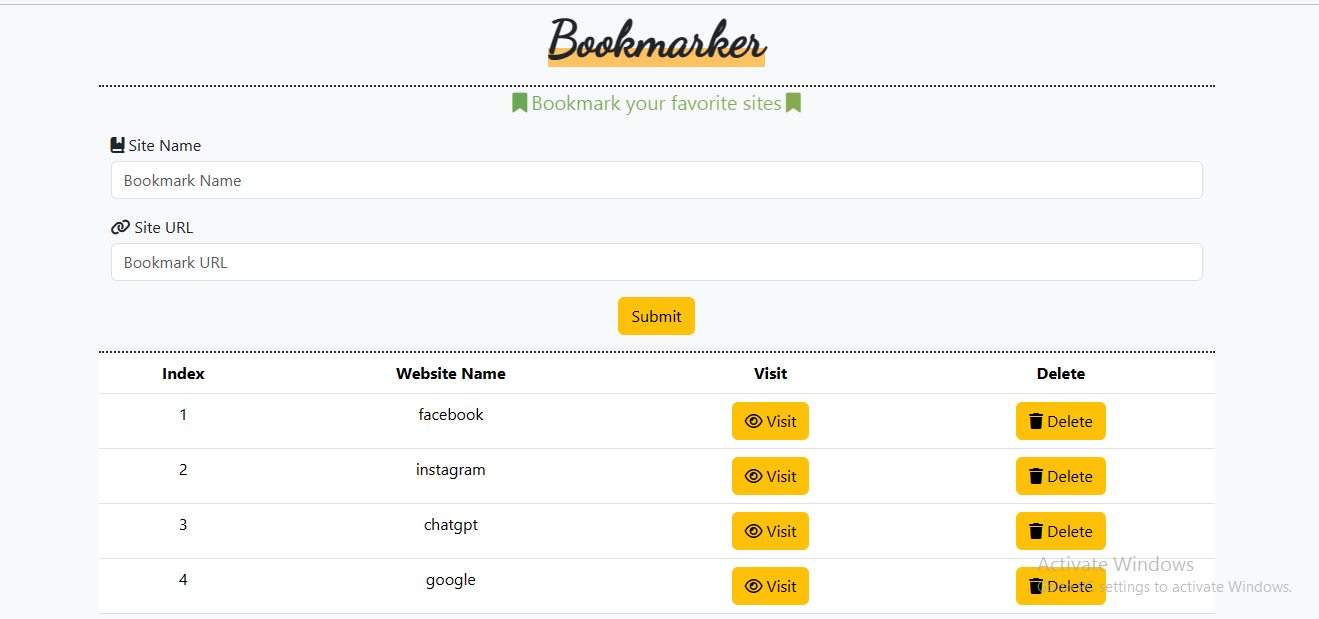 Bookmarker
Bookmark your favorite sites
Site Name
Bookmark Name
Site URL
Bookmark URL
Submit
Index Website Name Visit Delete
1 facebook Visit Delete
2 instagram Visit Delete
3 chatgpt Visit Delete
4 google Visit Delete
Activate Windows
settings to activate Windows.